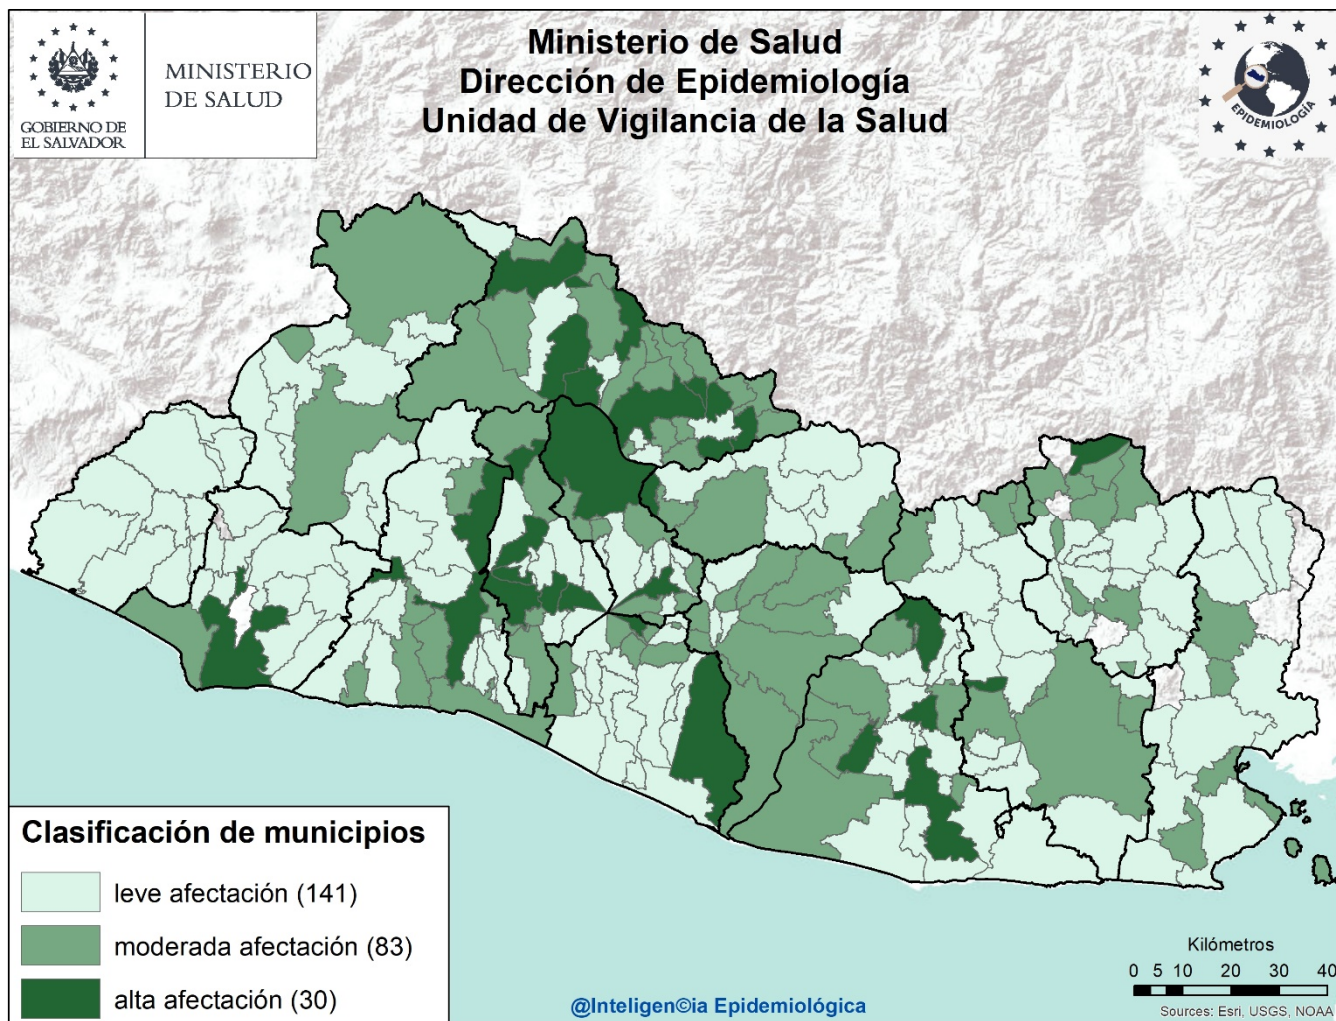 GOBIERNO DE
EL SALVADOR
MINISTERIO
DE SALUD
Ministerio de Salud
Dirección de Epidemiología
Unidad de Vigilancia de la Salud
EPIDEMIOLOGÍA
Clasificación de municipios
leve afectación (141)
moderada afectación (83)
alta afectación (30)
@Inteligen©ia Epidemiológica
Kilómetros
0 5 10 20 30 40
Sources: Esri, USGS, NOAA